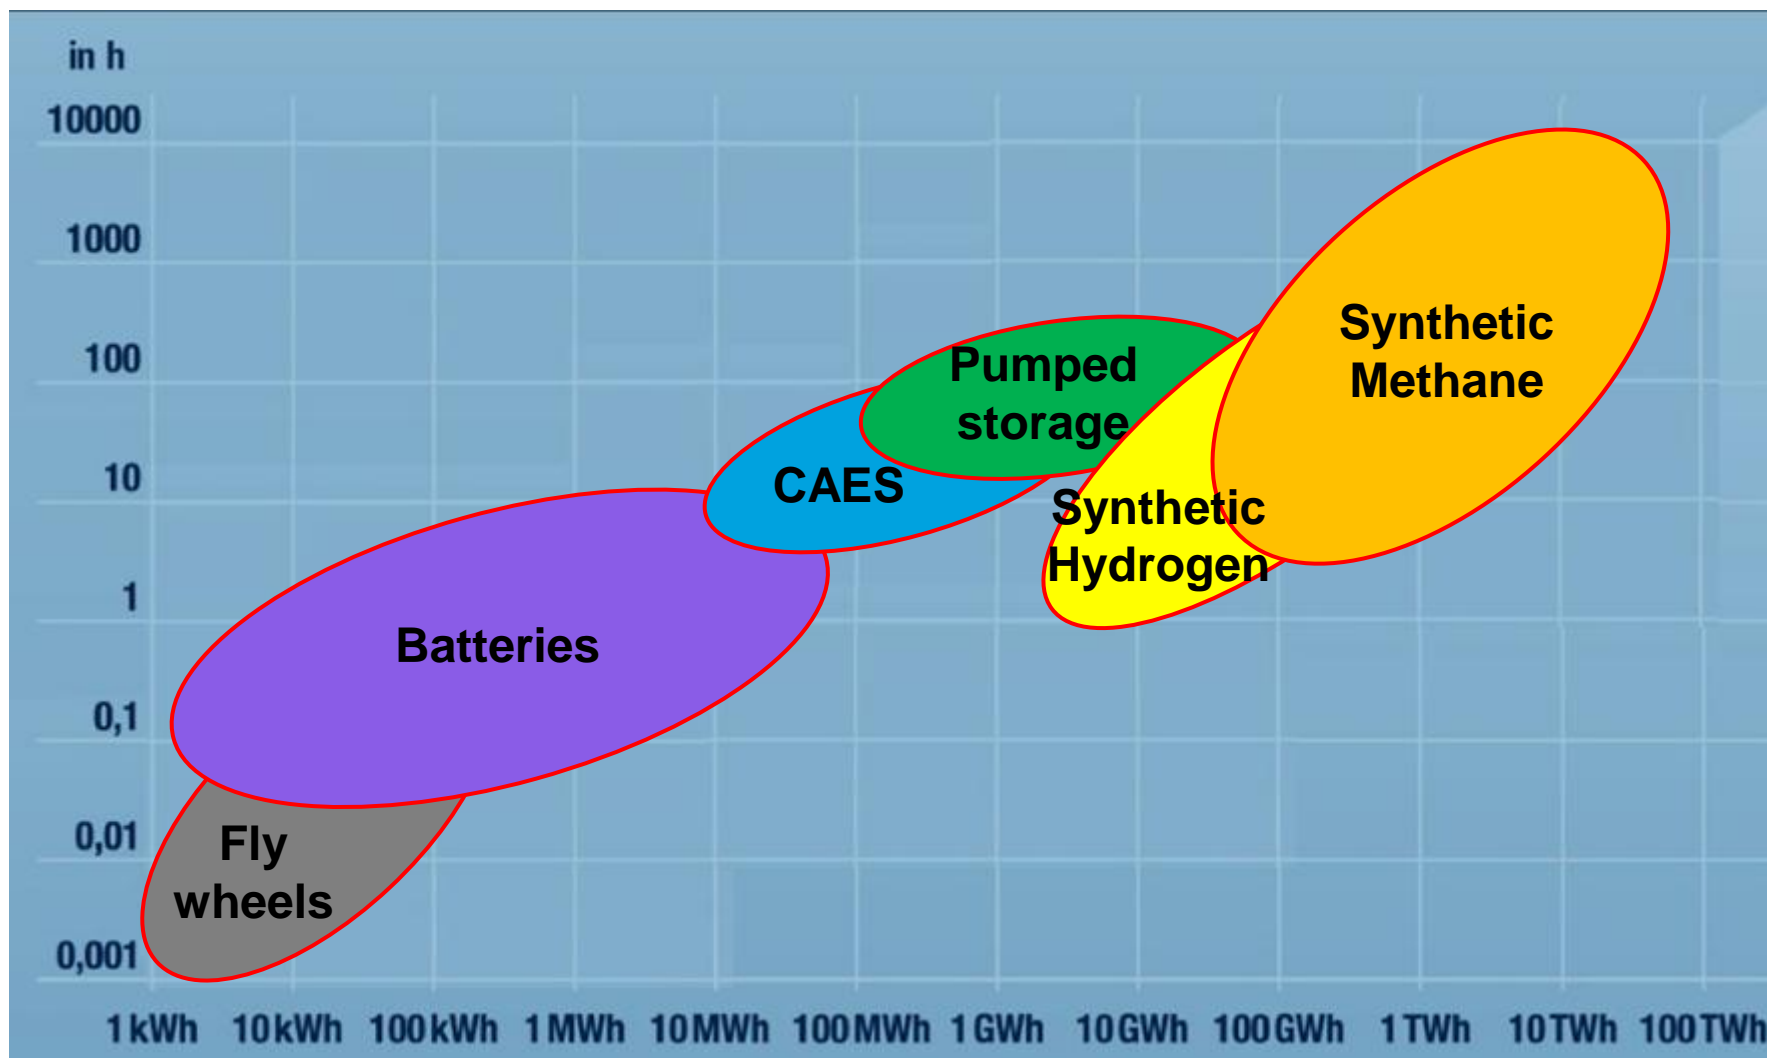 in h
10000
1000
100
10
1
0,1
0,01
0,001
Synthetic
Methane
Pumped
storage
CAES
Synthetic
Hydrogen
Batteries
Fly
wheels
1 kWh 10 kWh 100 kWh 1 MWh 10 MWh 100 MWh 1 GWh 10 GWh 100 GWh 1 TWh 10 TWh 100 TWh